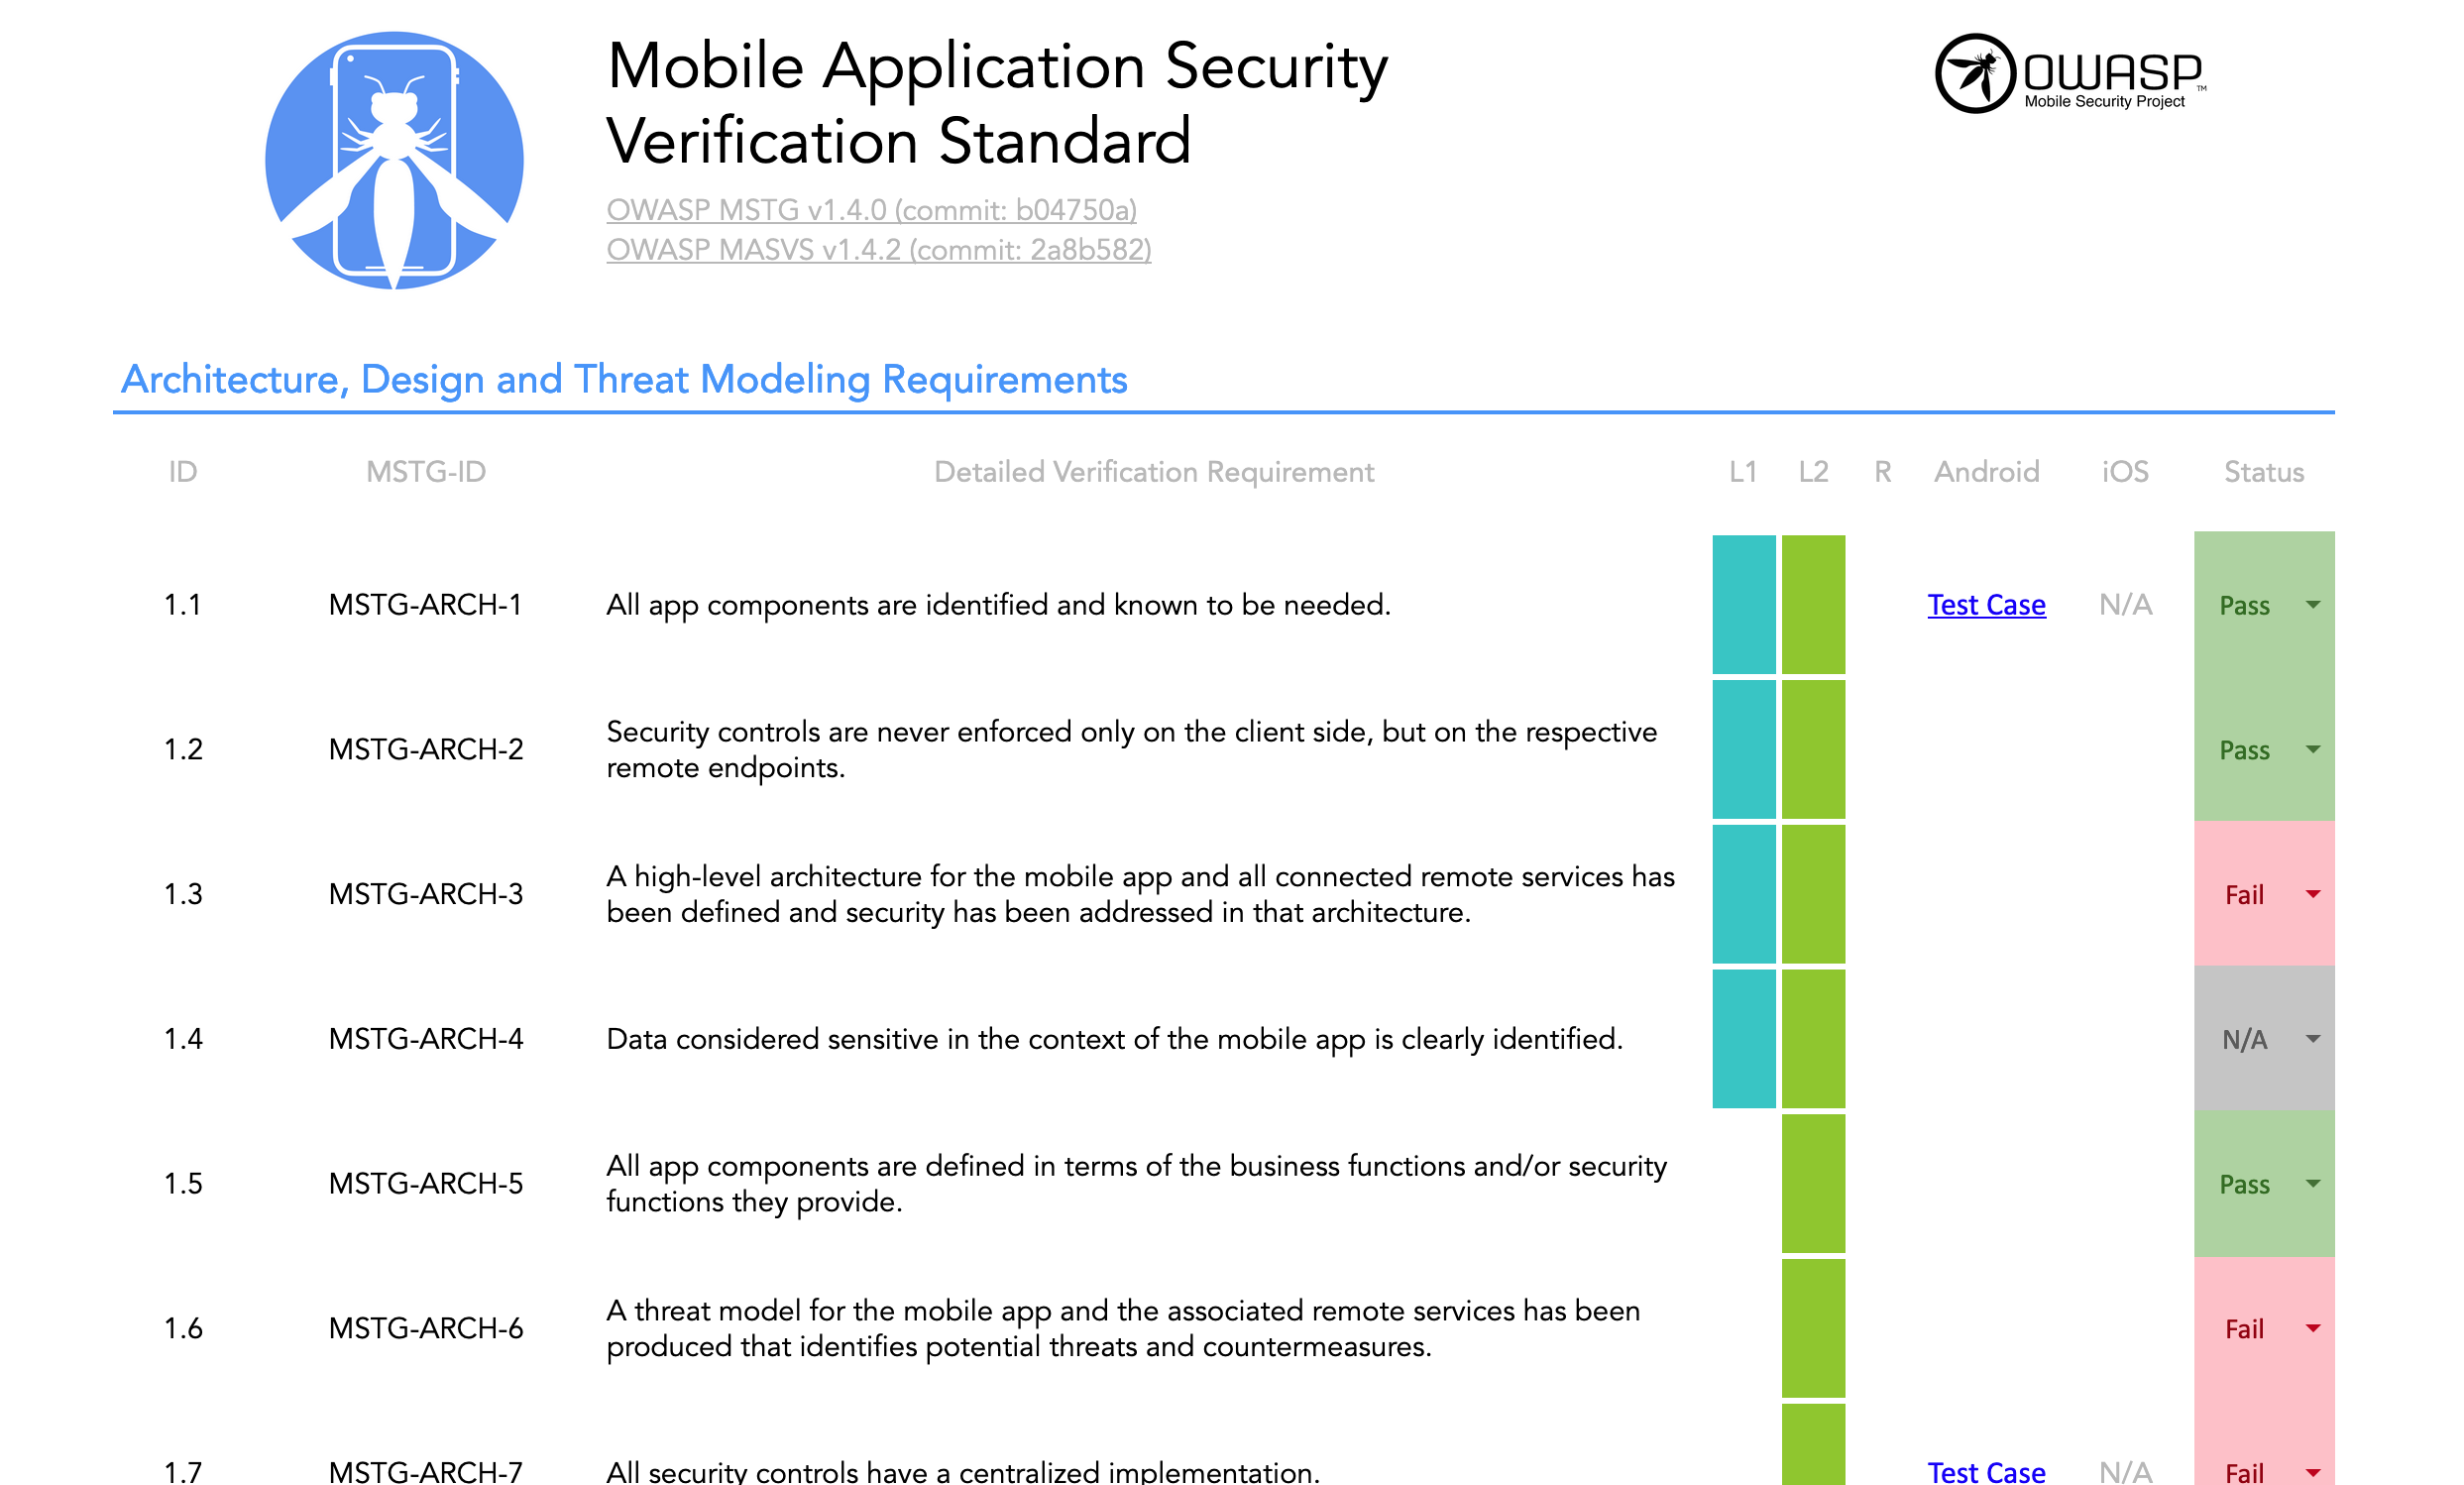 Mobile Application Security
Verification Standard
OWASP MSTG v1.4.0 (commit: b04750a)
OWASP MASVS v1.4.2 (commit: 2a8b582)
OWASP™
Mobile Security Project
Architecture, Design and Threat Modeling Requirements
ID MSTG-ID Detailed Verification Requirement L1 L2 R Android iOS Status
1.1 MSTG-ARCH-1 All app components are identified and known to be needed. Test Case N/A Pass
1.2 MSTG-ARCH-2 Security controls are never enforced only on the client side, but on the respective
remote endpoints. Pass
1.3 MSTG-ARCH-3 A high-level architecture for the mobile app and all connected remote services has
been defined and security has been addressed in that architecture. Fail
1.4 MSTG-ARCH-4 Data considered sensitive in the context of the mobile app is clearly identified. N/A
1.5 MSTG-ARCH-5 All app components are defined in terms of the business functions and/or security
functions they provide. Pass
1.6 MSTG-ARCH-6 A threat model for the mobile app and the associated remote services has been
produced that identifies potential threats and countermeasures. Fail
1.7 MSTG-ARCH-7 All security controls have a centralized implementation. Test Case N/A Fail